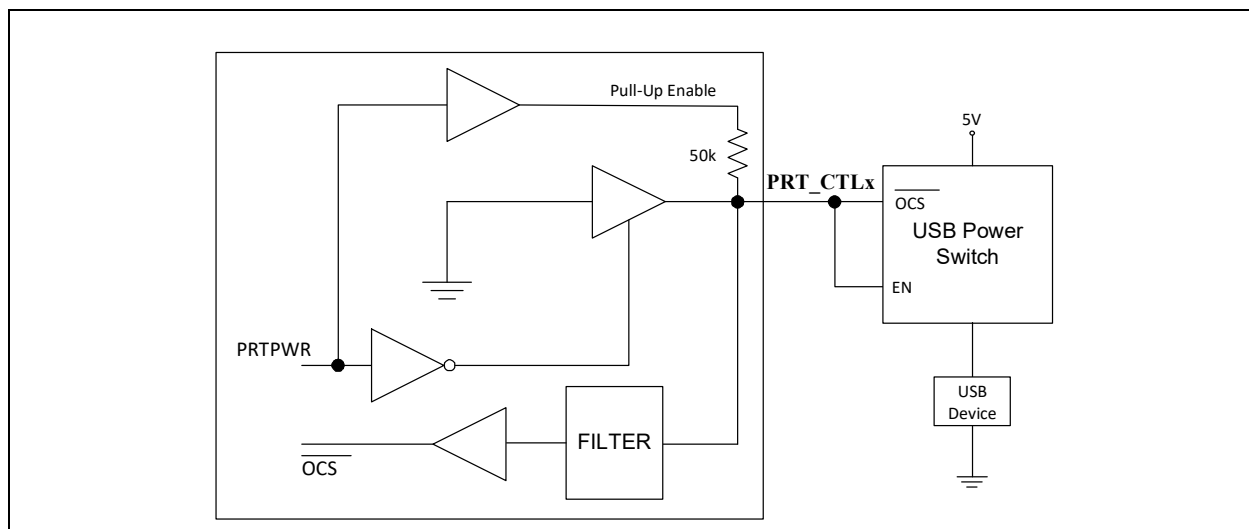 Pull-Up Enable
5V
50k
PRT_CTLx
OCS
USB Power
Switch
EN
PRTPWR
USB
Device
FILTER
OCS